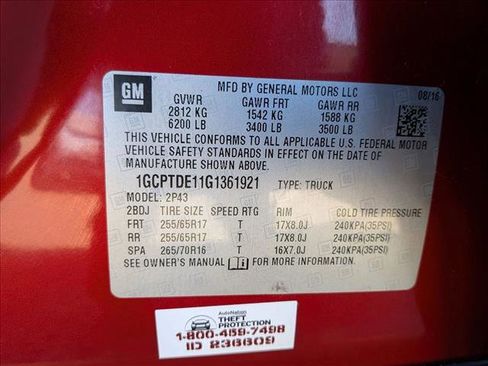 GM
MFD BY GENERAL MOTORS LLC
08/16
GVWR GAWR FRT GAWR RR
2812 KG 1542 KG 1588 KG
6200 LB 3400 LB 3500 LB
THIS VEHICLE CONFORMS TO ALL APPLICABLE U.S. FEDERAL MOTOR
VEHICLE SAFETY STANDARDS IN EFFECT ON THE DATE OF MANUFACTURE
SHOWN ABOVE.
1GCPTDE11G1361921 TYPE: TRUCK
MODEL: 2P43
2BDJ TIRE SIZE SPEED RTG RIM COLD TIRE PRESSURE
FRT 255/65R17 T 17X8.0J 240KPA(35PSI)
RR 255/65R17 T 17X8.0J 240KPA(35PSI)
SPA 265/70R16 T 16X7.0J 240KPA(35PSI)
SEE OWNER'S MANUAL FOR MORE INFORMATION.
AutoNation
THEFT
PROTECTION
1-800-459-7498
ID 236609